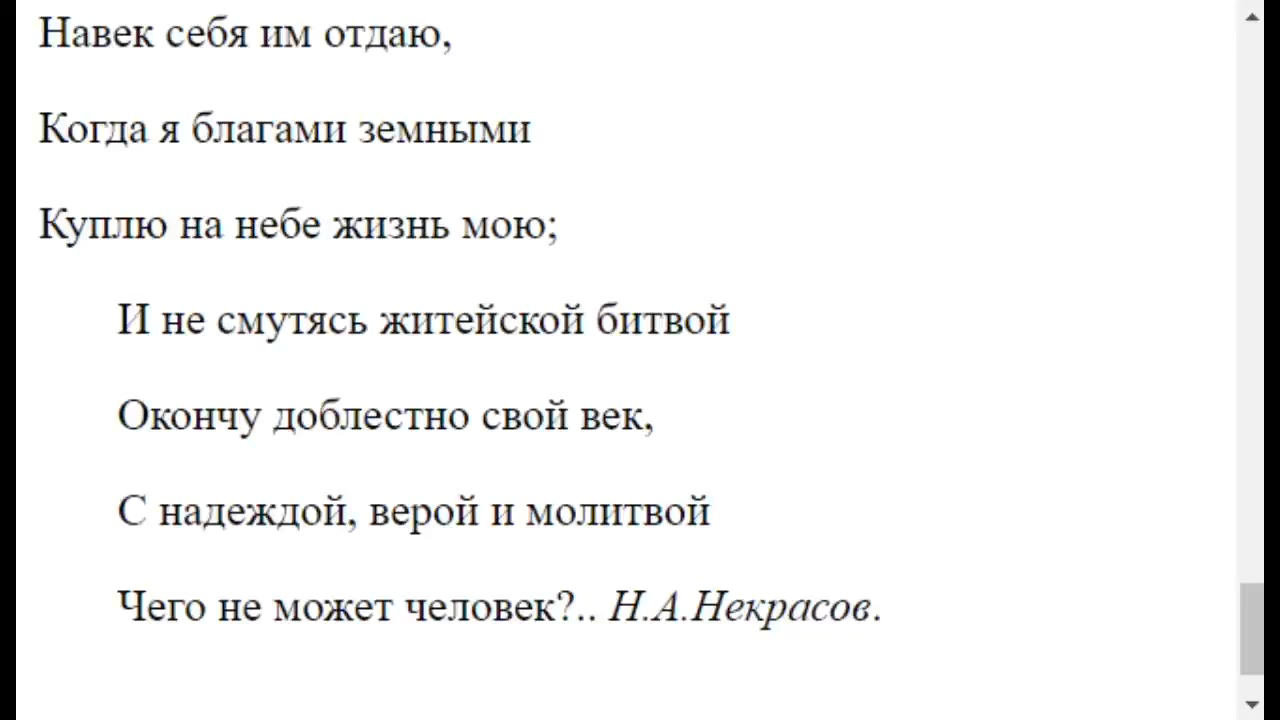 Навек себя им отдаю,
Когда я благами земными
Куплю на небе жизнь мою;
И не смутясь житейской битвой
Окончу доблестно свой век,
С надеждой, верой и молитвой
Чего не может человек?.. Н.А.Некрасов.